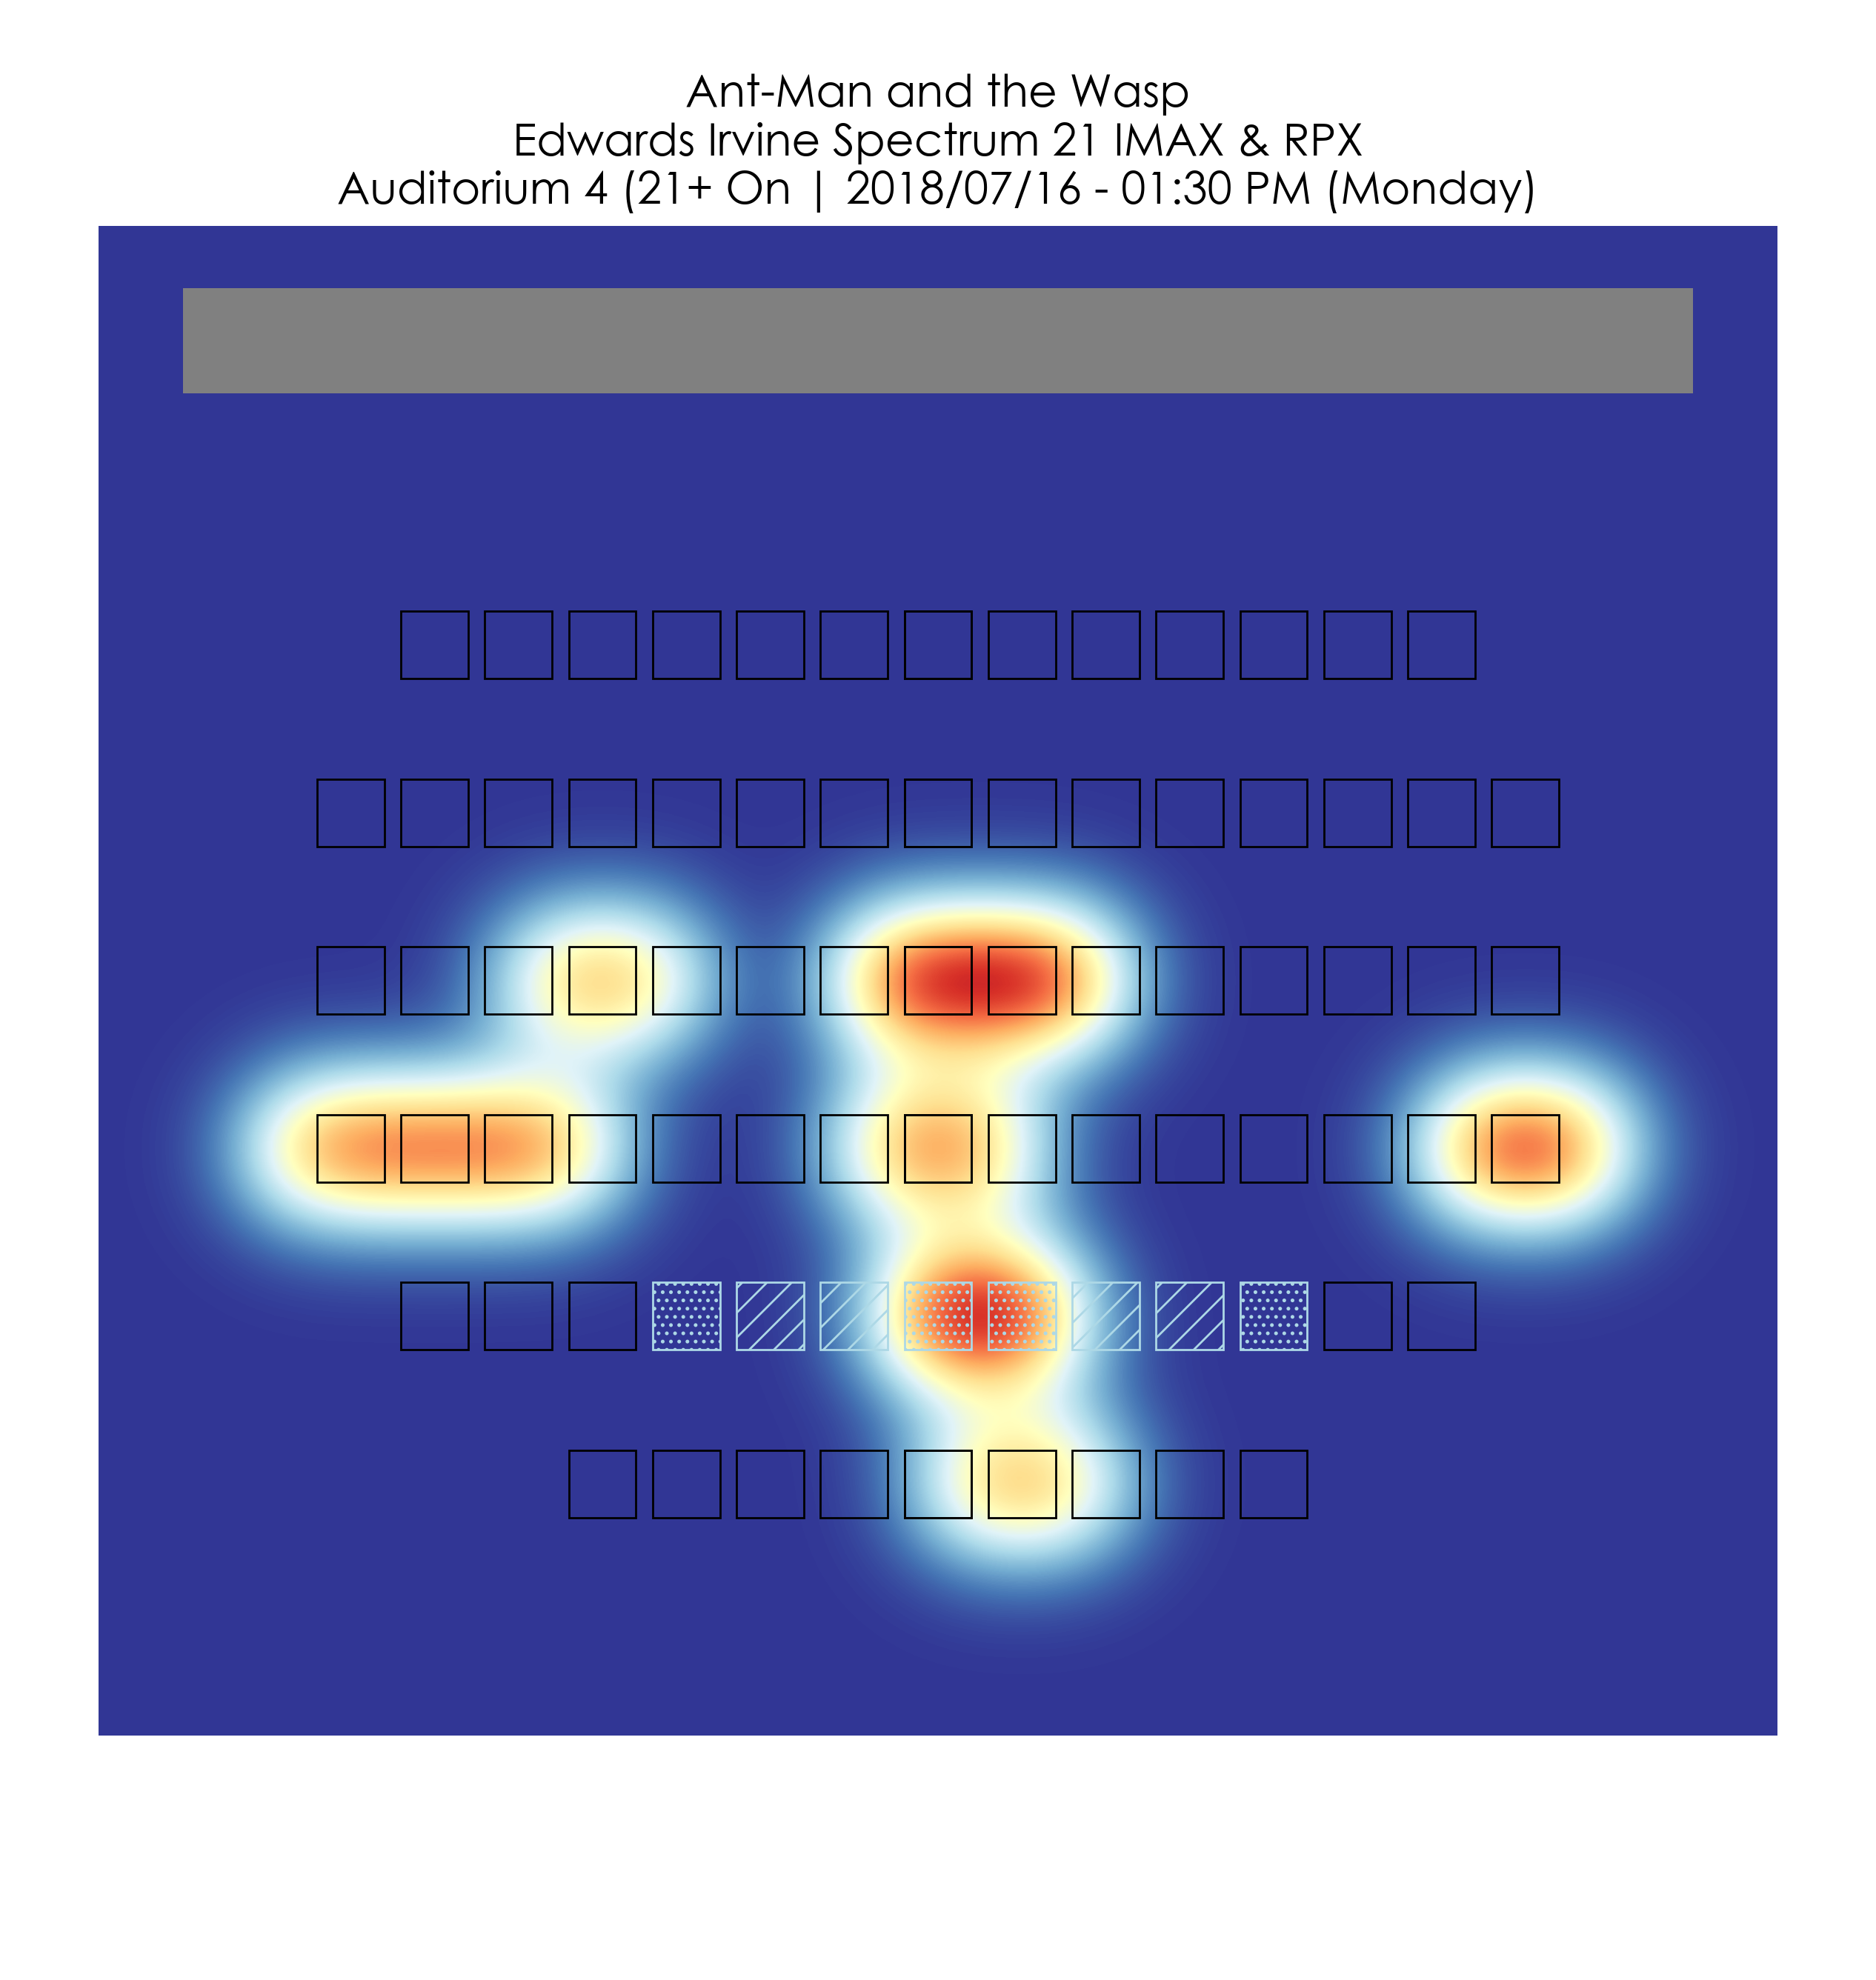 Ant-Man and the Wasp
Edwards Irvine Spectrum 21 IMAX & RPX
Auditorium 4 (21+ On | 2018/07/16 - 01:30 PM (Monday)